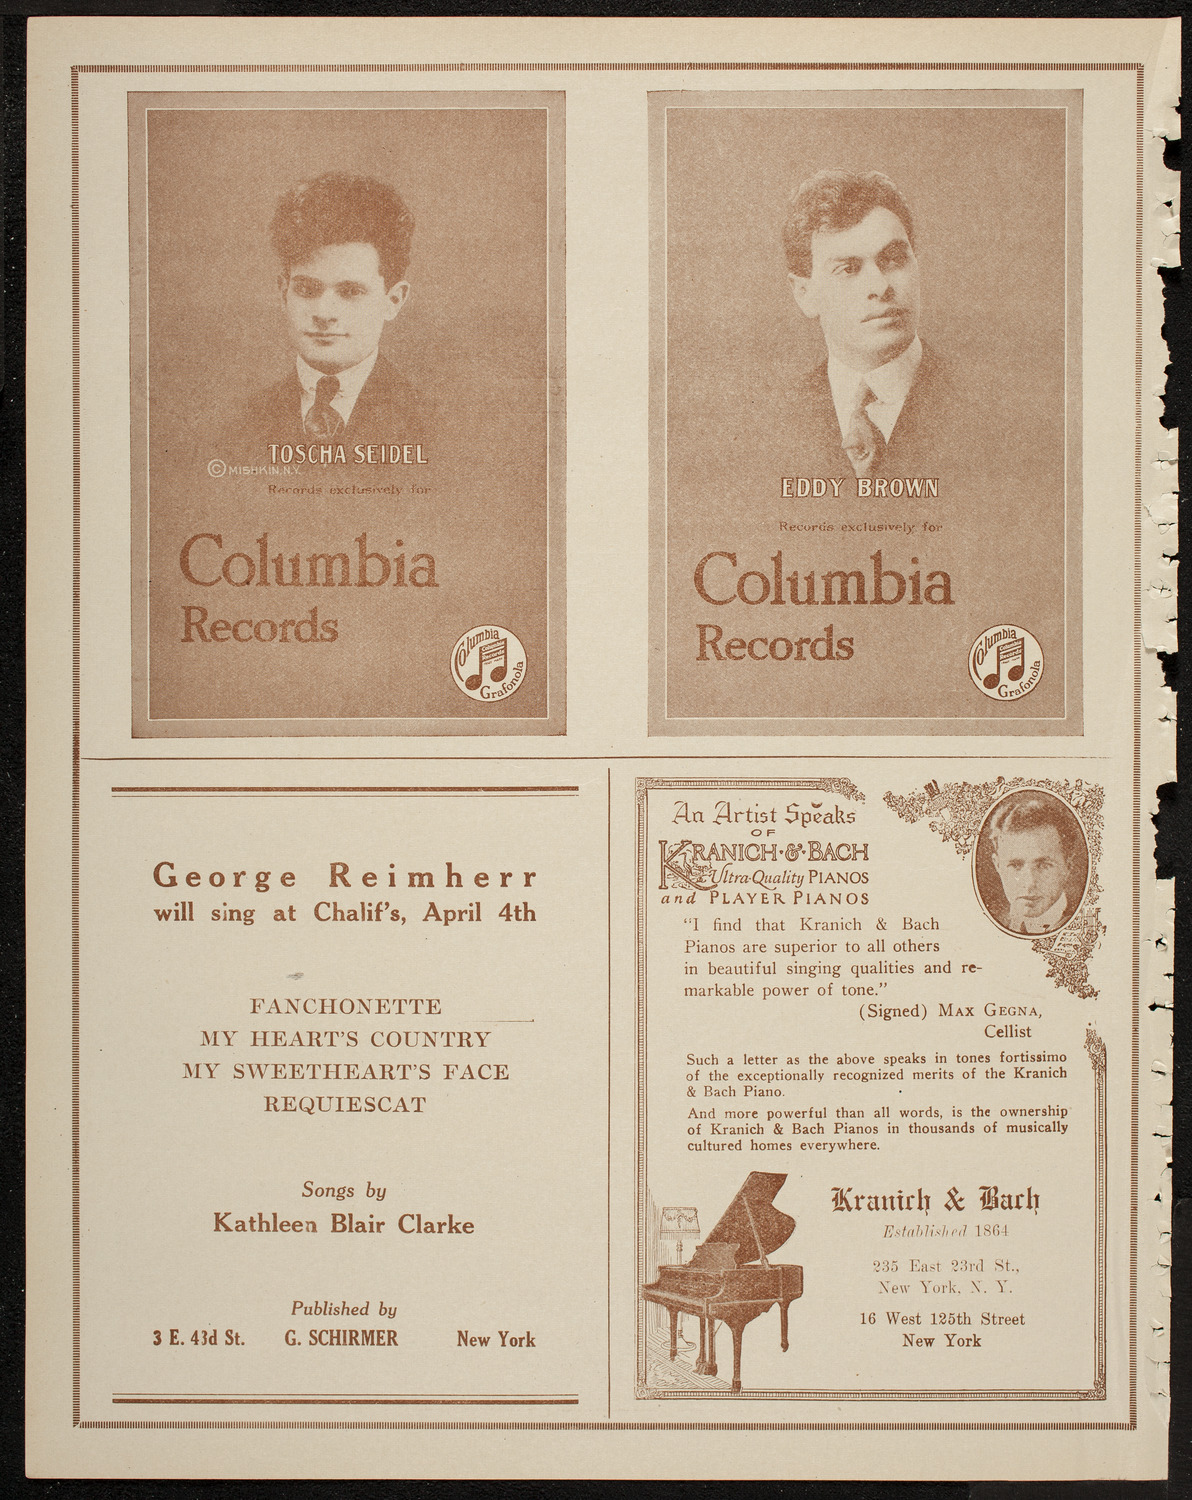 TOSCHA SEIDEL
© MISHKIN, N.Y.
Records exclusively for
Columbia
Records
Columbia
Columbia
Records
Grafonola
EDDY BROWN
Records exclusively for
Columbia
Records
Columbia
Columbia
Records
Grafonola
George Reimherr
will sing at Chalif's, April 4th
FANCHONETTE
MY HEART'S COUNTRY
MY SWEETHEART'S FACE
REQUIESCAT
Songs by
Kathleen Blair Clarke
Published by
3 E. 43d St. G. SCHIRMER New York
An Artist Speaks
OF
KRANICH·&·BACH
Ultra-Quality PIANOS
and PLAYER PIANOS
"I find that Kranich & Bach
Pianos are superior to all others
in beautiful singing qualities and re-
markable power of tone."
(Signed) MAX GEGNA,
Cellist
Such a letter as the above speaks in tones fortissimo
of the exceptionally recognized merits of the Kranich
& Bach Piano.
And more powerful than all words, is the ownership
of Kranich & Bach Pianos in thousands of musically
cultured homes everywhere.
Kranich & Bach
Established 1864
235 East 23rd St.,
New York, N. Y.
16 West 125th Street
New York